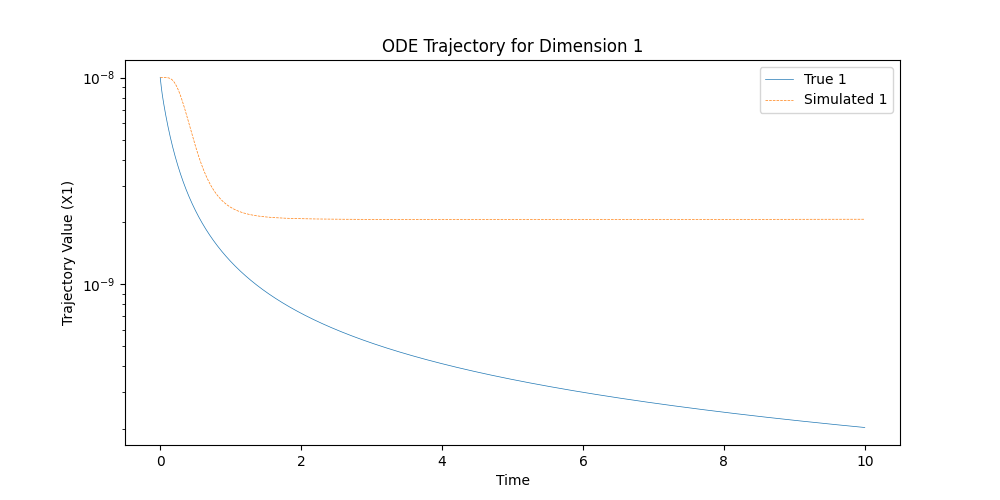 ODE Trajectory for Dimension 1
True 1
Simulated 1
Trajectory Value (X1)
10⁻⁸
10⁻⁹
0 2 4 6 8 10
Time